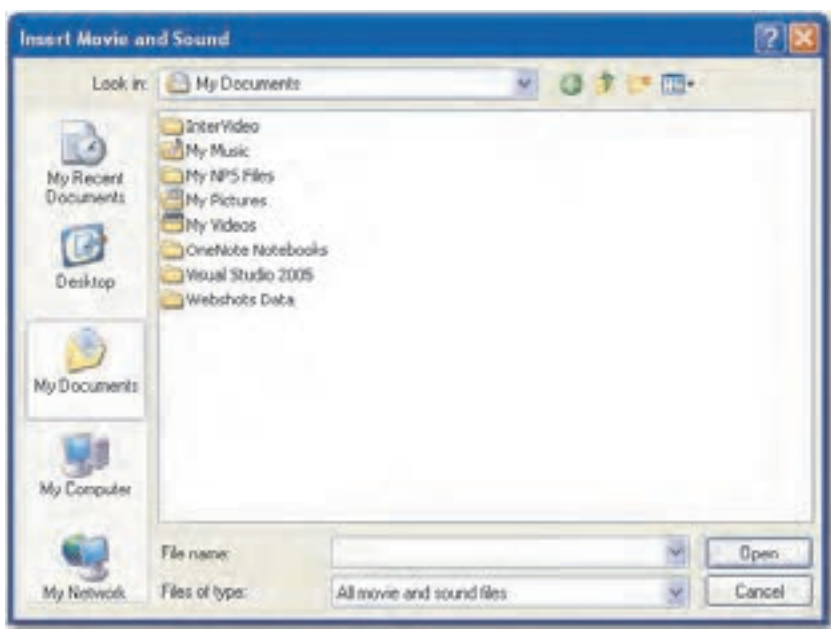 Insert Movie and Sound
Look in: My Documents
InterVideo
My Music
My NPS Files
My Pictures
My Videos
OneNote Notebooks
Visual Studio 2005
Webshots Data
My Recent
Documents
Desktop
My Documents
My Computer
My Network
File name:
Open
Files of type: All movie and sound files
Cancel